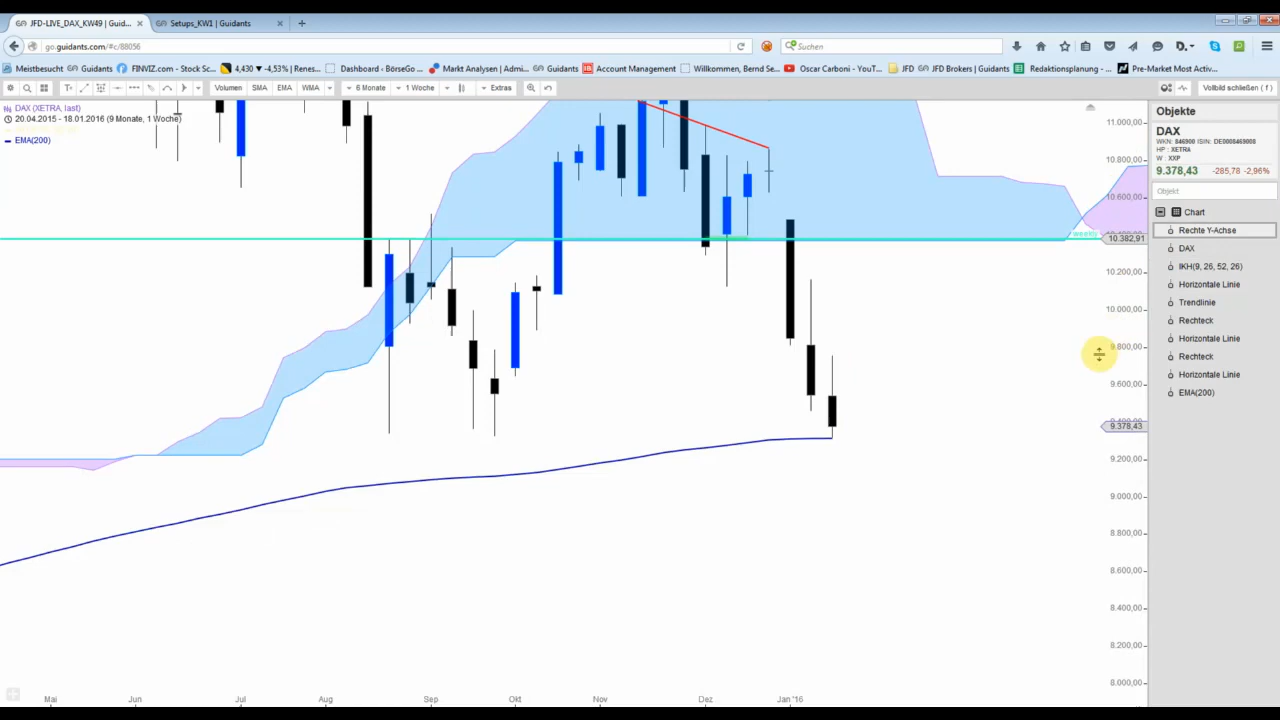 JFD-LIVE_DAX_KW49 | Guid...
Setups_KW1 | Guidants
go.guidants.com/#c/88056
Suchen
Meistbesucht
Guidants
FINVIZ.com - Stock Sc...
4,430 ▼ -4,53% | Renes...
Dashboard - BörseGo ...
Markt Analysen | Admi...
Guidants
Account Management
Willkommen, Bernd Se...
Oscar Carboni - YouT...
JFD
JFD Brokers | Guidants
Redaktionsplanung - ...
Pre-Market Most Activ...
Volumen
SMA
EMA
WMA
6 Monate
1 Woche
Extras
Vollbild schließen ( f )
DAX (XETRA, last)
20.04.2015 - 18.01.2016 (9 Monate, 1 Woche)
EMA(200)
weekly
11.000,00
10.800,00
10.600,00
10.382,91
10.200,00
10.000,00
9.800,00
9.600,00
9.378,43
9.200,00
9.000,00
8.800,00
8.600,00
8.400,00
8.200,00
8.000,00
Mai
Jun
Jul
Aug
Sep
Okt
Nov
Dez
Jan '16
Objekte
DAX
WKN: 846900 ISIN: DE0008469008
HP : XETRA
W : XXP
9.378,43 -285,78 -2,96%
Objekt
Chart
Rechte Y-Achse
DAX
IKH(9, 26, 52, 26)
Horizontale Linie
Trendlinie
Rechteck
Horizontale Linie
Rechteck
Horizontale Linie
EMA(200)